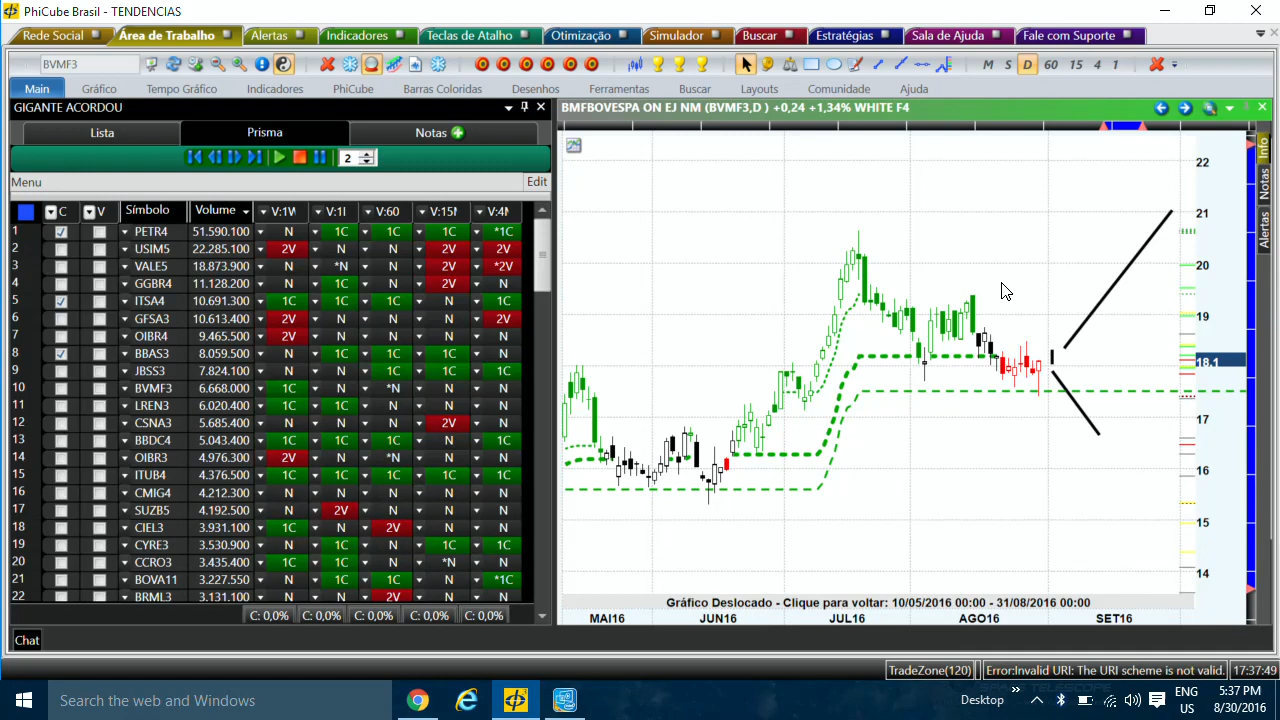 PhiCube Brasil - TENDENCIAS
Rede Social Área de Trabalho Alertas Indicadores Teclas de Atalho Otimização Simulador Buscar Estratégias Sala de Ajuda Fale com Suporte
BVMF3 M S D 60 15 4 1
Main Gráfico Tempo Gráfico Indicadores PhiCube Barras Coloridas Desenhos Ferramentas Buscar Layouts Comunidade Ajuda
GIGANTE ACORDOU
Lista Prisma Notas
2
Menu Edit
C V Símbolo Volume V:1W V:60
1 PETR4 51.590.100 N 1C 1C 1C *1C
2 USIM5 22.285.100 2V N N 2V 2V
3 VALE5 18.873.900 N *N N 2V *2V
4 GGBR4 11.128.200 N 1C N 2V N
5 ITSA4 10.691.300 1C 1C 1C N 1C
6 GFSA3 10.613.400 2V N N N 2V
7 OIBR4 9.465.500 2V N N N N
8 BBAS3 8.059.500 N 1C 1C 1C 1C
9 JBSS3 7.824.100 N 1C N N N
10 BVMF3 6.668.000 1C N *N N N
11 LREN3 6.020.400 1C 1C N N N
12 CSNA3 5.685.400 N N N 2V N
13 BBDC4 5.043.400 1C 1C 1C 1C 1C
14 OIBR3 4.976.300 2V N *N N N
15 ITUB4 4.376.500 1C 1C 1C 1C 1C
16 CMIG4 4.212.300 N N N N N
17 SUZB5 4.192.500 N 2V N N N
18 CIEL3 3.931.100 1C N 2V N N
19 CYRE3 3.530.900 N 1C N 1C 1C
20 CCRO3 3.435.400 1C 1C N *N N
21 BOVA11 3.227.550 N 1C 1C N *1C
22 BRML3 3.131.100 N N 2V N N
C: 0,0% C: 0,0% C: 0,0% C: 0,0% C: 0,0%
BMFBOVESPA ON EJ NM (BVMF3,D ) +0,24 +1,34% WHITE F4
22
21
20
19
18.1
17
16
15
14
Info
Notas
Alertas
Gráfico Deslocado - Clique para voltar: 10/05/2016 00:00 - 31/08/2016 00:00
MAI16 JUN16 JUL16 AGO16 SET16
Chat
TradeZone(120) Error:Invalid URI: The URI scheme is not valid. 17:37:49
Search the web and Windows
Desktop
ENG
US
5:37 PM
8/30/2016